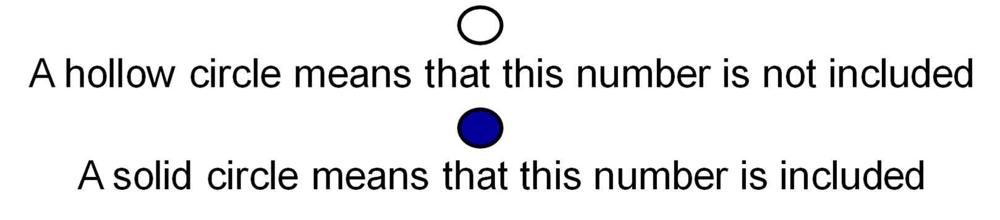 A hollow circle means that this number is not included
A solid circle means that this number is included